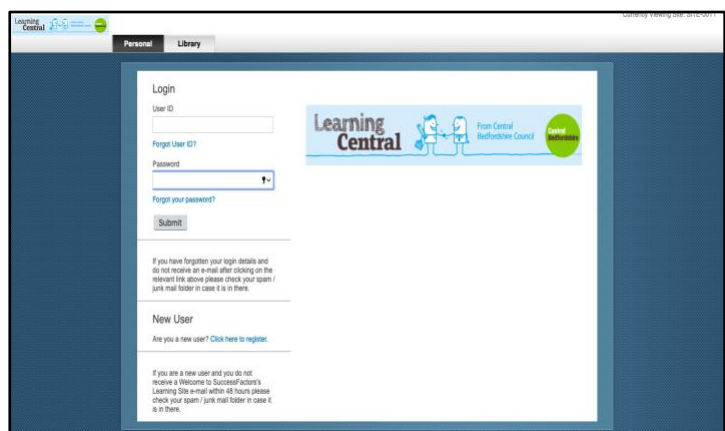 Currently Viewing Site: SITE-0011
Learning
Central
Personal Library
Login
User ID
Forgot User ID?
Password
Forgot your password?
Submit
If you have forgotten your login details and
do not receive an e-mail after clicking on the
relevant link above please check your spam /
junk mail folder in case it is in there.
New User
Are you a new user? Click here to register.
If you are a new user and you do not
receive a Welcome to SuccessFactors's
Learning Site e-mail within 48 hours please
check your spam / junk mail folder in case it
is in there.
Learning
Central
From Central
Bedfordshire Council
Central
Bedfordshire